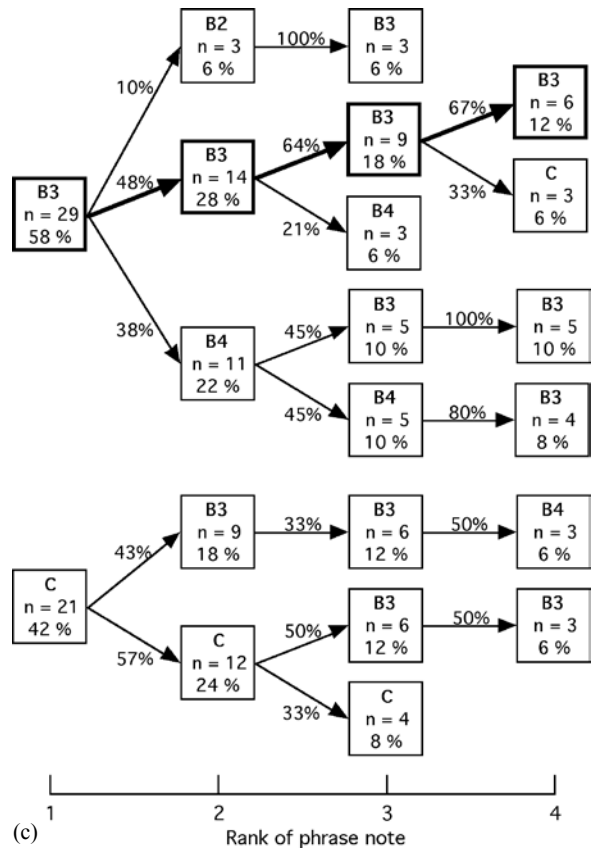 B2
n = 3
6 %
100%
B3
n = 3
6 %
10%
B3
n = 29
58 %
48%
B3
n = 14
28 %
64%
B3
n = 9
18 %
67%
B3
n = 6
12 %
33%
C
n = 3
6 %
21%
B4
n = 3
6 %
38%
B4
n = 11
22 %
45%
B3
n = 5
10 %
100%
B3
n = 5
10 %
45%
B4
n = 5
10 %
80%
B3
n = 4
8 %
C
n = 21
42 %
43%
B3
n = 9
18 %
33%
B3
n = 6
12 %
50%
B4
n = 3
6 %
57%
C
n = 12
24 %
50%
B3
n = 6
12 %
50%
B3
n = 3
6 %
33%
C
n = 4
8 %
1 2 3 4
(c) Rank of phrase note